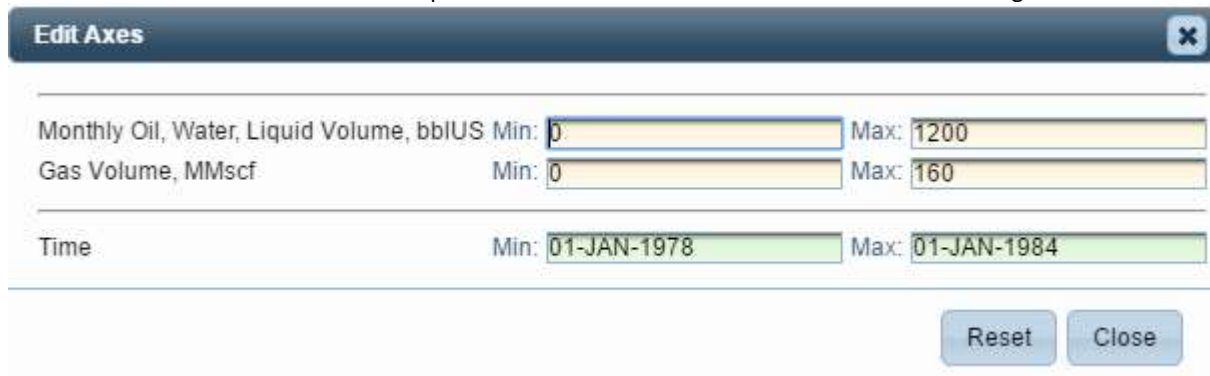 Edit Axes
Monthly Oil, Water, Liquid Volume, bblUS Min: 0 Max: 1200
Gas Volume, MMscf Min: 0 Max: 160
Time Min: 01-JAN-1978 Max: 01-JAN-1984
Reset Close